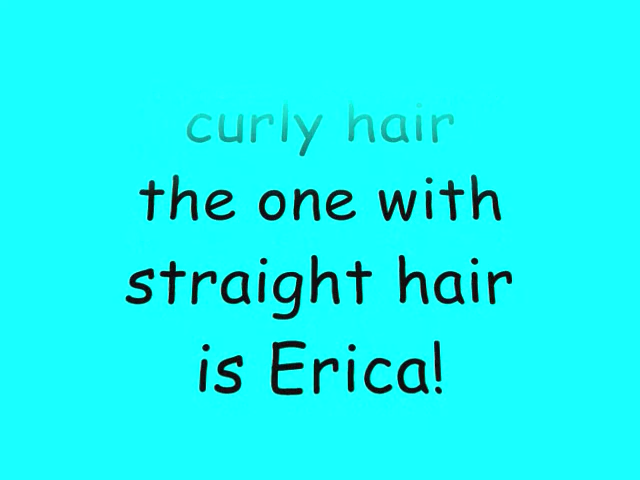 curly hair
the one with
straight hair
is Erica!